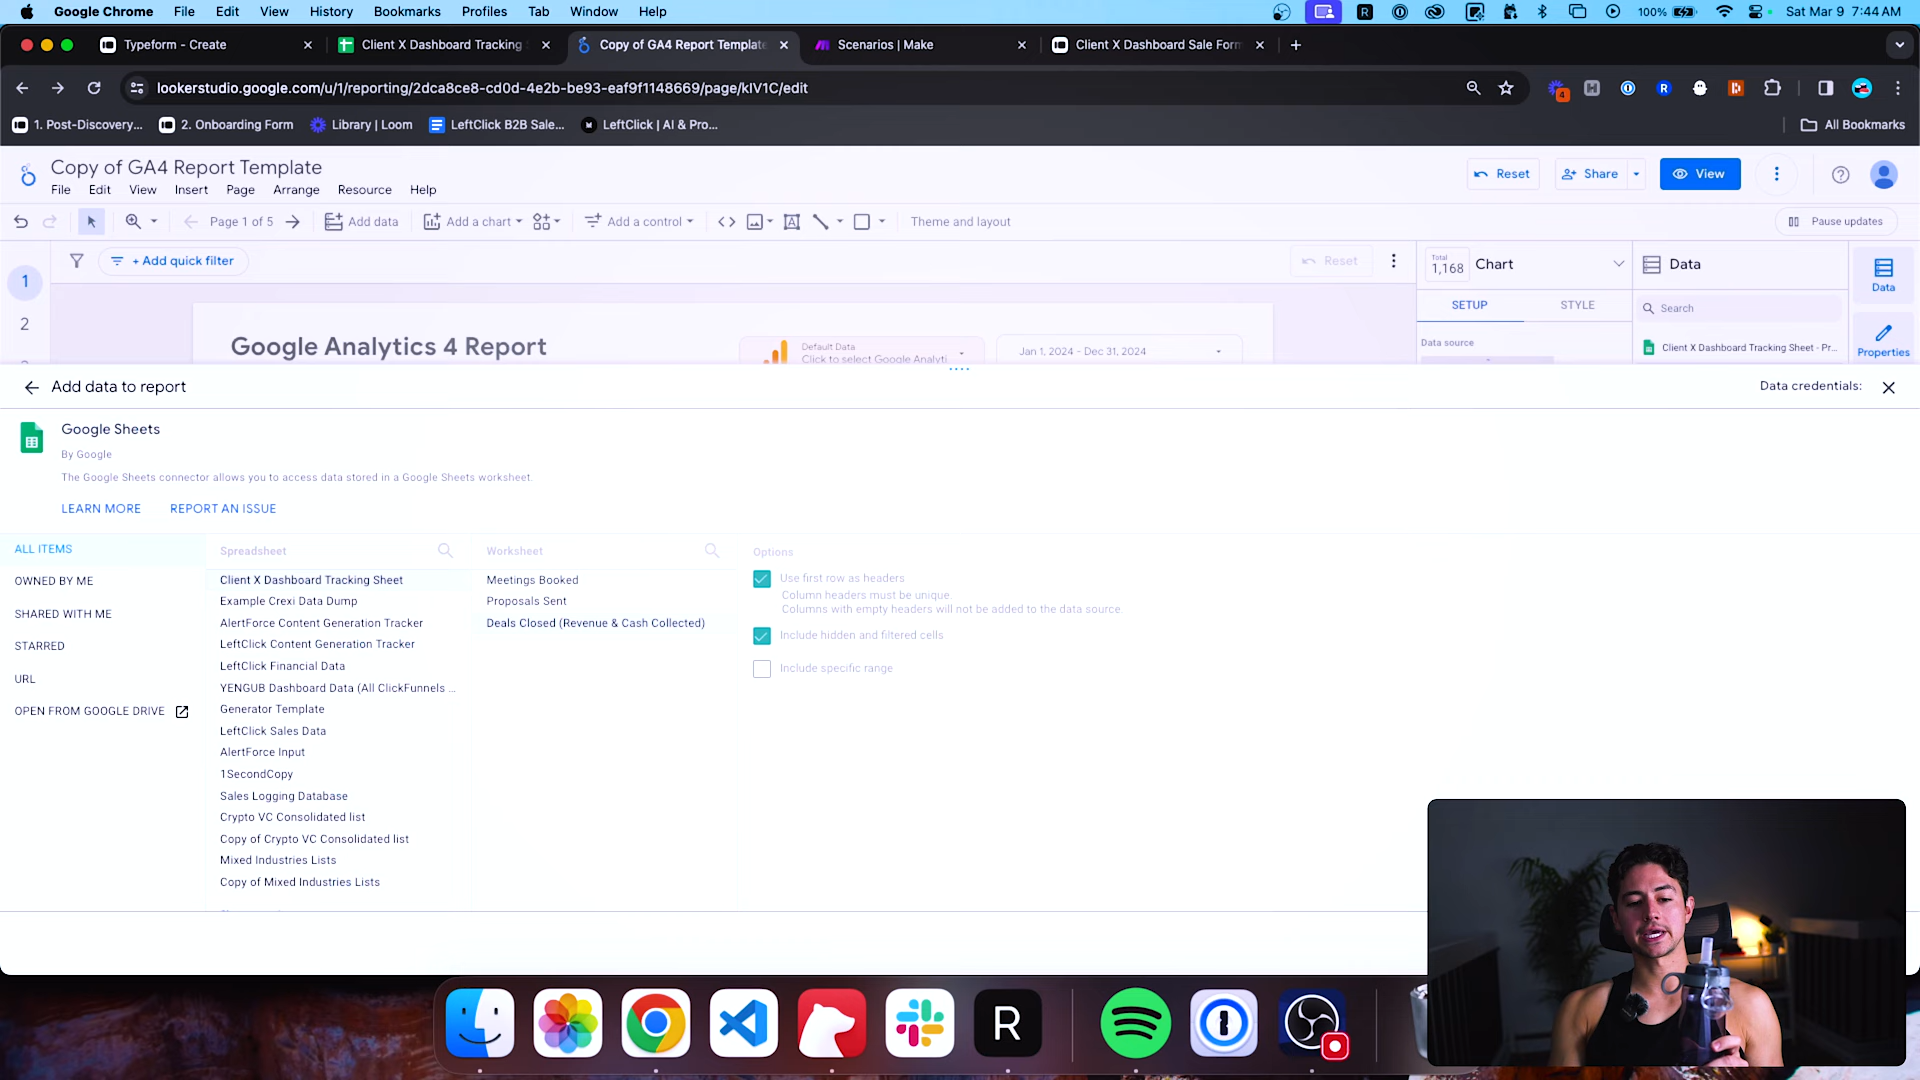 Google Chrome File Edit View History Bookmarks Profiles Tab Window Help
100% Sat Mar 9 7:44 AM
Typeform - Create
Client X Dashboard Tracking
Copy of GA4 Report Template
Scenarios | Make
Client X Dashboard Sale Form
lookerstudio.google.com/u/1/reporting/2dca8ce8-cd0d-4e2b-be93-eaf9f1148669/page/kIV1C/edit
4
1. Post-Discovery...
2. Onboarding Form
Library | Loom
LeftClick B2B Sale...
LeftClick | AI & Pro...
All Bookmarks
Copy of GA4 Report Template
File Edit View Insert Page Arrange Resource Help
Reset
Share
View
Page 1 of 5
Add data
Add a chart
Add a control
Theme and layout
Pause updates
1
2
+ Add quick filter
Reset
Total
1,168
Chart
Data
SETUP
STYLE
Search
Data source
Client X Dashboard Tracking Sheet - Pr...
Data
Properties
Google Analytics 4 Report
Default Data
Click to select Google Analyti
Jan 1, 2024 - Dec 31, 2024
Add data to report
Data credentials:
Google Sheets
By Google
The Google Sheets connector allows you to access data stored in a Google Sheets worksheet.
LEARN MORE
REPORT AN ISSUE
ALL ITEMS
OWNED BY ME
SHARED WITH ME
STARRED
URL
OPEN FROM GOOGLE DRIVE
Spreadsheet
Client X Dashboard Tracking Sheet
Example Crexi Data Dump
AlertForce Content Generation Tracker
LeftClick Content Generation Tracker
LeftClick Financial Data
YENGUB Dashboard Data (All ClickFunnels ...
Generator Template
LeftClick Sales Data
AlertForce Input
1SecondCopy
Sales Logging Database
Crypto VC Consolidated list
Copy of Crypto VC Consolidated list
Mixed Industries Lists
Copy of Mixed Industries Lists
Worksheet
Meetings Booked
Proposals Sent
Deals Closed (Revenue & Cash Collected)
Options
Use first row as headers
Column headers must be unique.
Columns with empty headers will not be added to the data source.
Include hidden and filtered cells
Include specific range
R